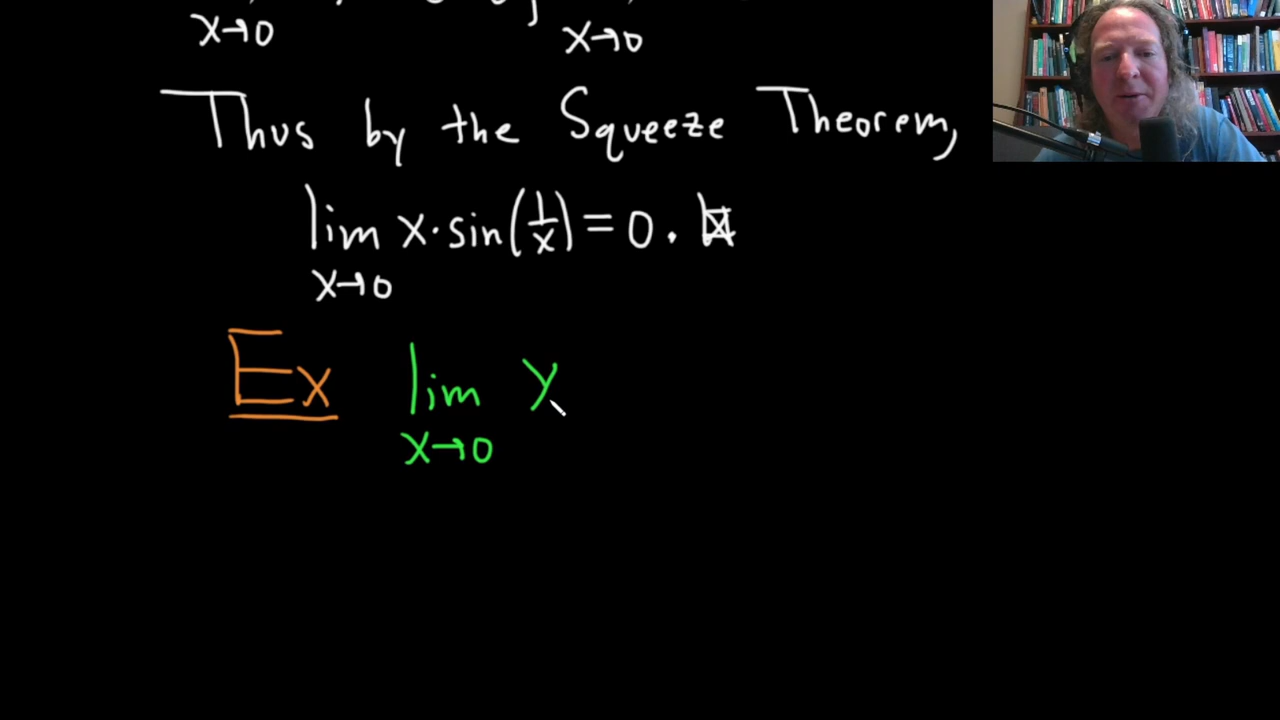 x→0 x→0
Thus by the Squeeze Theorem,
lim x·sin(1/x) = 0.
x→0
Ex lim y
x→0